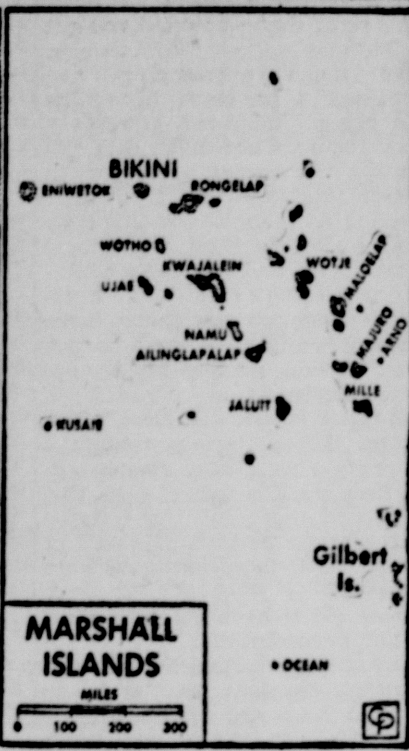 BIKINI
ENIWETOK
RONGELAP
WOTHO
KWAJALEIN
WOTJE
UJAE
MALOELAP
NAMU
AILINGLAPALAP
MAJURO
ARNO
JALUIT
MILLE
KUSAIE
Gilbert
Is.
MARSHALL
ISLANDS
MILES
0 100 200 300
OCEAN
CP